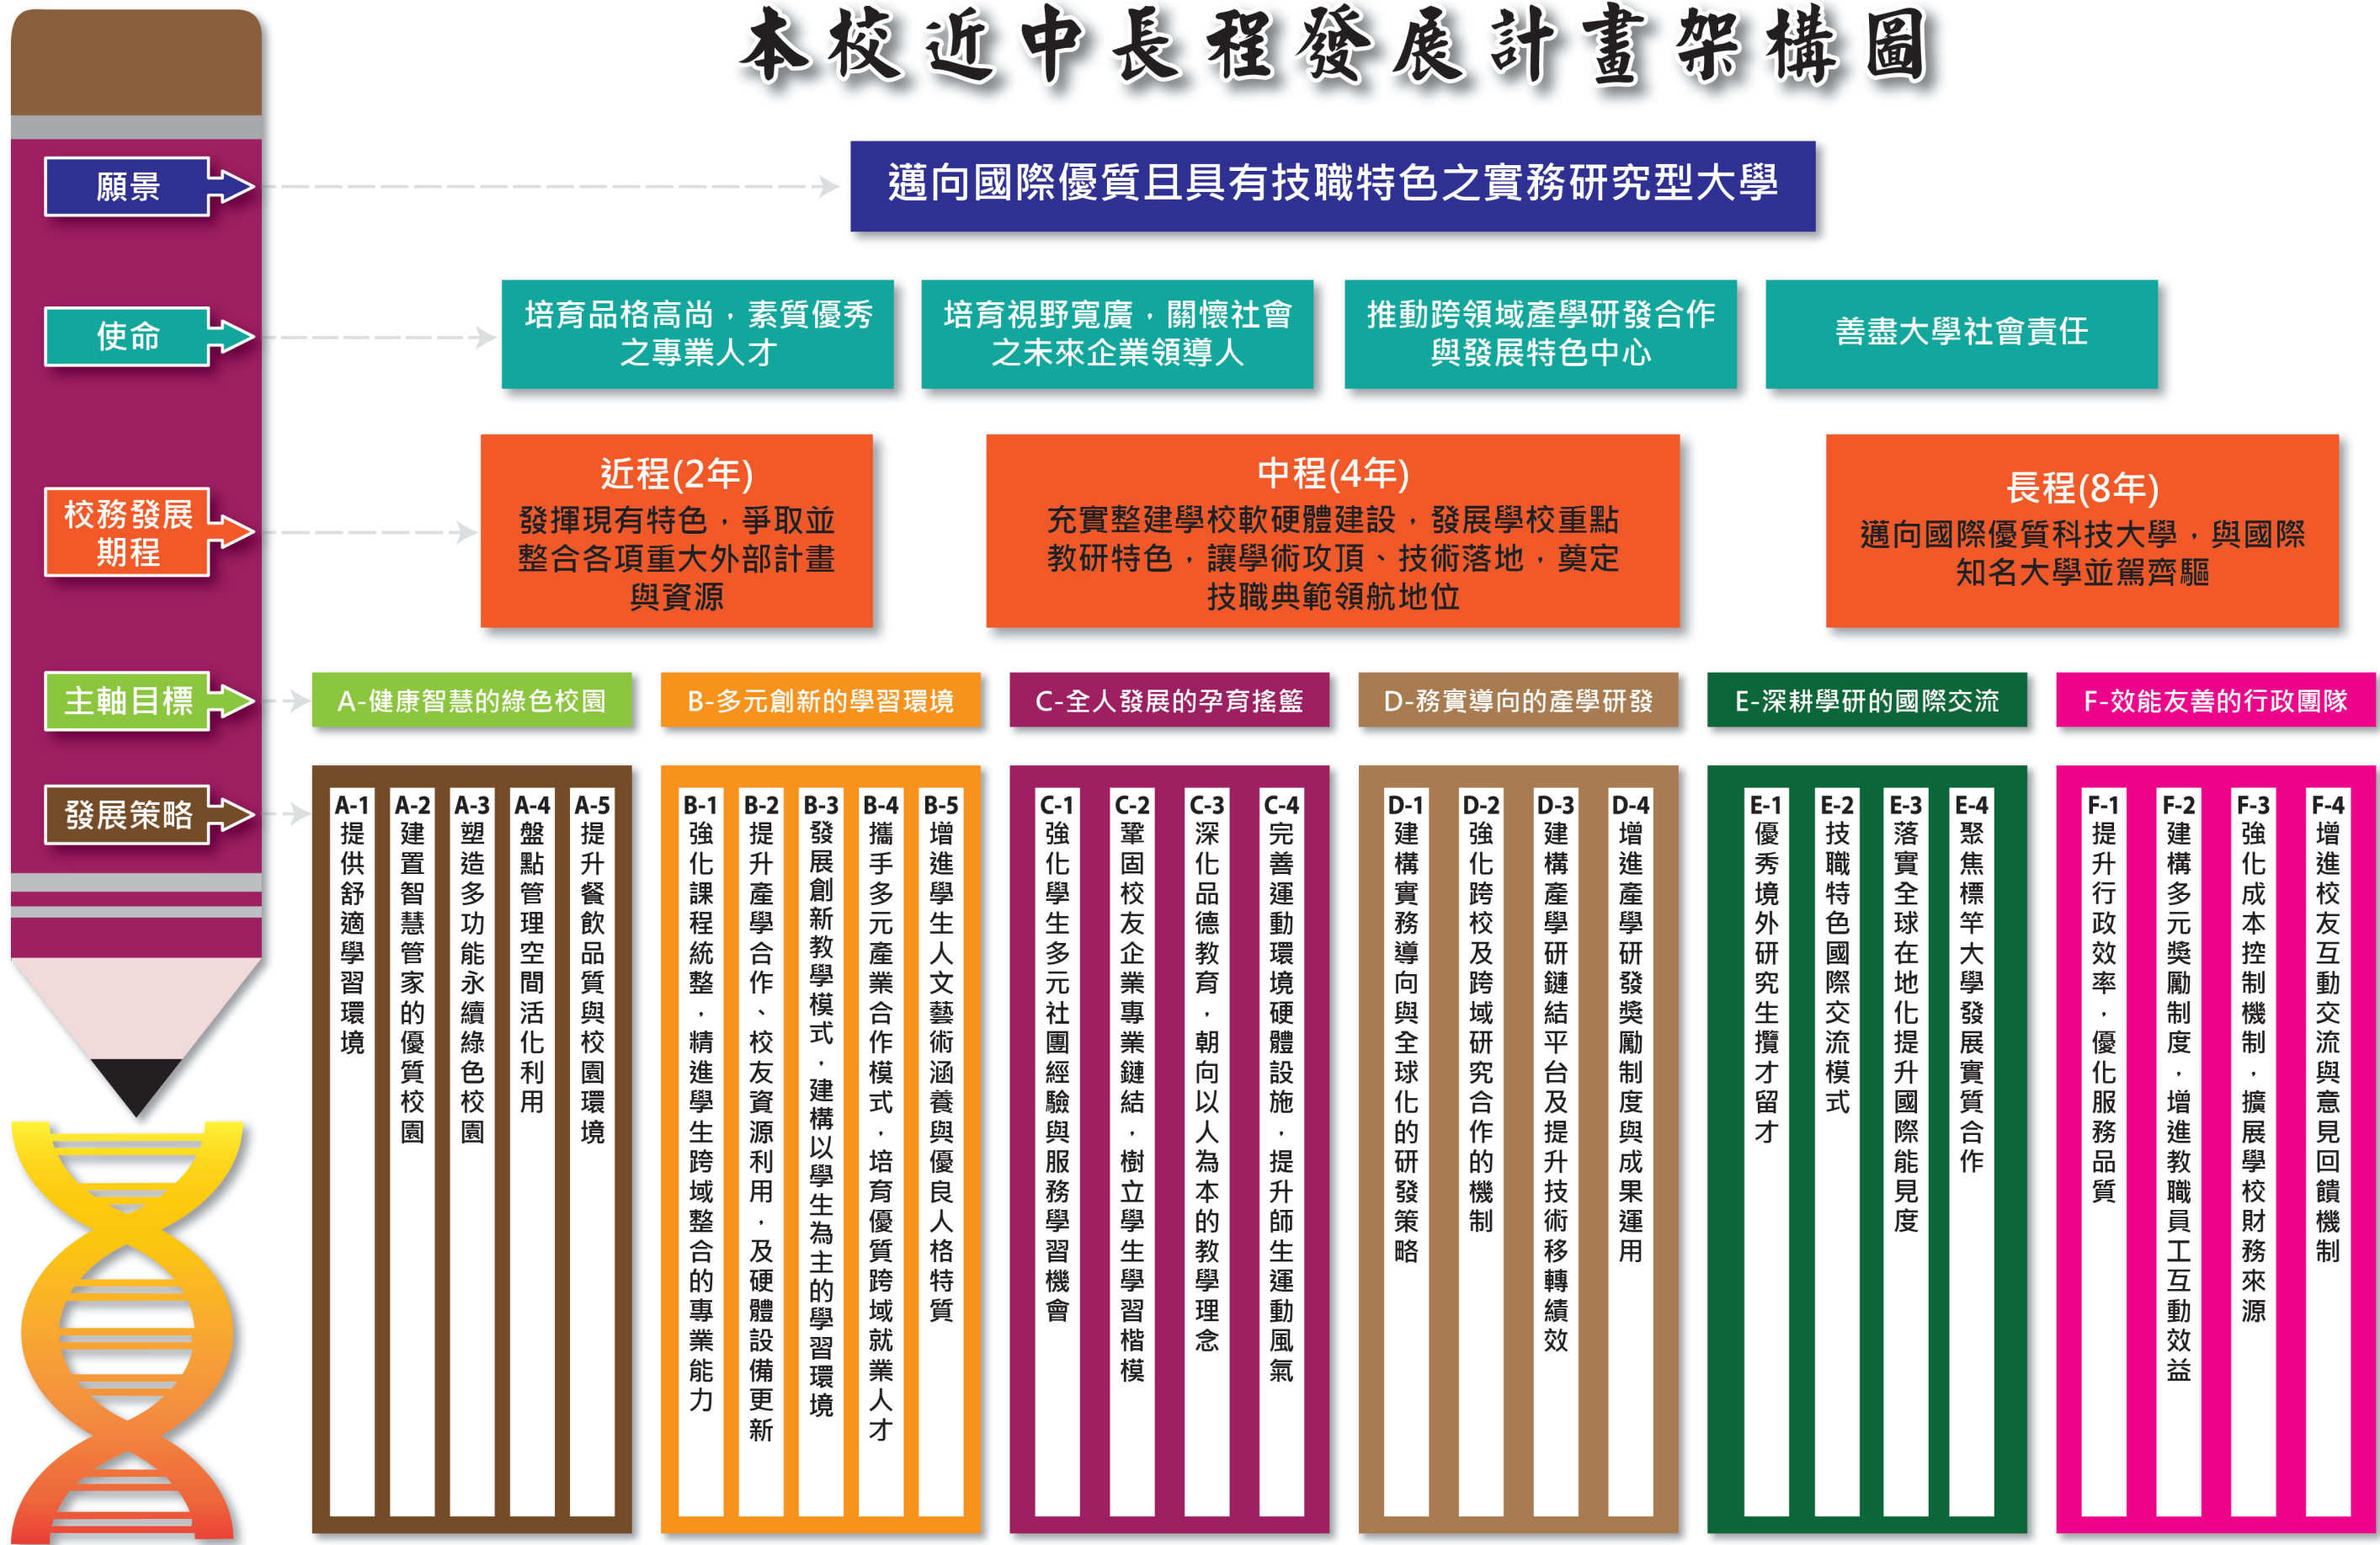 本校近中長程發展計畫架構圖
願景
邁向國際優質且具有技職特色之實務研究型大學
使命
培育品格高尚，素質優秀
之專業人才
培育視野寬廣，關懷社會
之未來企業領導人
推動跨領域產學研發合作
與發展特色中心
善盡大學社會責任
校務發展
期程
近程(2年)
發揮現有特色，爭取並
整合各項重大外部計畫
與資源
中程(4年)
充實整建學校軟硬體建設，發展學校重點
教研特色，讓學術攻頂、技術落地，奠定
技職典範領航地位
長程(8年)
邁向國際優質科技大學，與國際
知名大學並駕齊驅
主軸目標
A-健康智慧的綠色校園
B-多元創新的學習環境
C-全人發展的孕育搖籃
D-務實導向的產學研發
E-深耕學研的國際交流
F-效能友善的行政團隊
發展策略
A-1
提供舒適學習環境
A-2
建置智慧管家的優質校園
A-3
塑造多功能永續綠色校園
A-4
盤點管理空間活化利用
A-5
提升餐飲品質與校園環境
B-1
強化課程統整，精進學生跨域整合的專業能力
B-2
提升產學合作、校友資源利用，及硬體設備更新
B-3
發展創新教學模式，建構以學生為主的學習環境
B-4
攜手多元產業合作模式，培育優質跨域就業人才
B-5
增進學生人文藝術涵養與優良人格特質
C-1
強化學生多元社團經驗與服務學習機會
C-2
鞏固校友企業專業鏈結，樹立學生學習楷模
C-3
深化品德教育，朝向以人為本的教學理念
C-4
完善運動環境硬體設施，提升師生運動風氣
D-1
建構實務導向與全球化的研發策略
D-2
強化跨校及跨域研究合作的機制
D-3
建構產學研鏈結平台及提升技術移轉績效
D-4
增進產學研發獎勵制度與成果運用
E-1
優秀境外研究生攬才留才
E-2
技職特色國際交流模式
E-3
落實全球在地化提升國際能見度
E-4
聚焦標竿大學發展實質合作
F-1
提升行政效率，優化服務品質
F-2
建構多元獎勵制度，增進教職員工互動效益
F-3
強化成本控制機制，擴展學校財務來源
F-4
增進校友互動交流與意見回饋機制